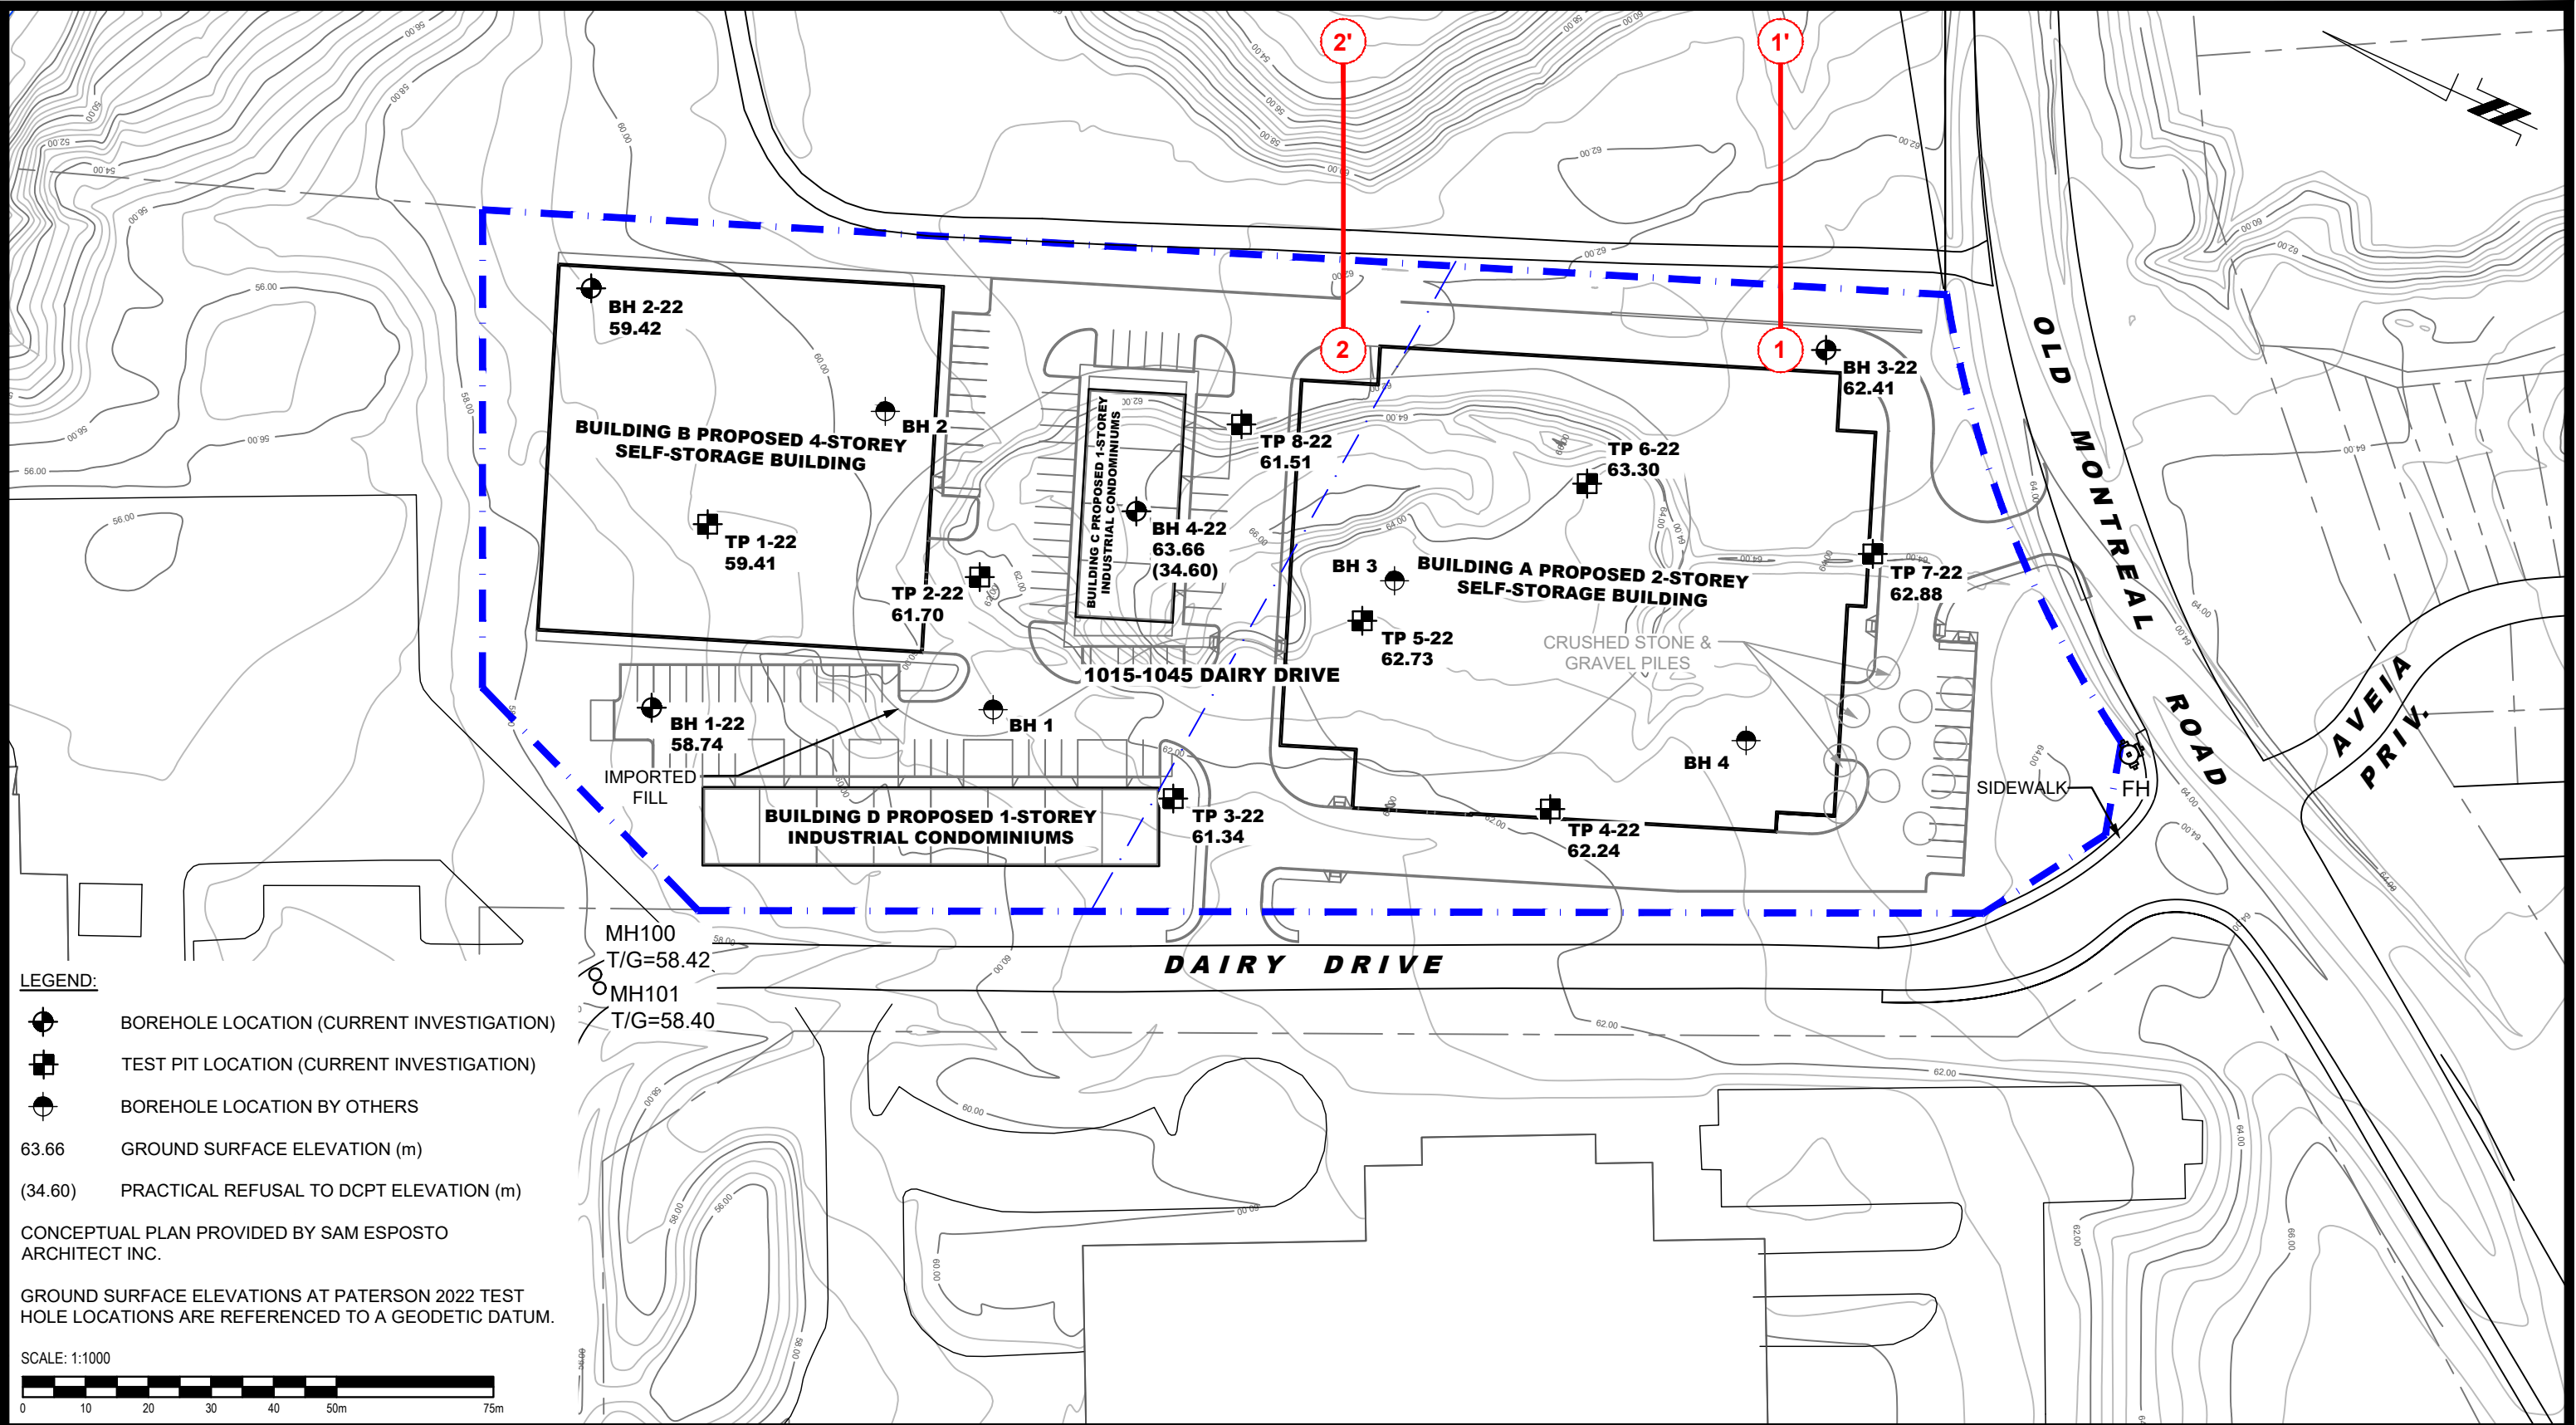 2'
1'
OLD MONTREAL ROAD
AVEIA
PRIV.
BH 2-22
59.42
BH 2
BUILDING B PROPOSED 4-STOREY
SELF-STORAGE BUILDING
TP 1-22
59.41
TP 2-22
61.70
BUILDING C PROPOSED 1-STOREY
INDUSTRIAL CONDOMINIUMS
BH 4-22
63.66
(34.60)
TP 8-22
61.51
2
1
BH 3-22
62.41
TP 6-22
63.30
BH 3
BUILDING A PROPOSED 2-STOREY
SELF-STORAGE BUILDING
TP 7-22
62.88
TP 5-22
62.73
CRUSHED STONE &
GRAVEL PILES
1015-1045 DAIRY DRIVE
BH 1-22
58.74
BH 1
BH 4
IMPORTED
FILL
BUILDING D PROPOSED 1-STOREY
INDUSTRIAL CONDOMINIUMS
TP 3-22
61.34
TP 4-22
62.24
SIDEWALK
FH
MH100
T/G=58.42
MH101
T/G=58.40
DAIRY DRIVE
LEGEND:
BOREHOLE LOCATION (CURRENT INVESTIGATION)
TEST PIT LOCATION (CURRENT INVESTIGATION)
BOREHOLE LOCATION BY OTHERS
63.66 GROUND SURFACE ELEVATION (m)
(34.60) PRACTICAL REFUSAL TO DCPT ELEVATION (m)
CONCEPTUAL PLAN PROVIDED BY SAM ESPOSTO
ARCHITECT INC.
GROUND SURFACE ELEVATIONS AT PATERSON 2022 TEST
HOLE LOCATIONS ARE REFERENCED TO A GEODETIC DATUM.
SCALE: 1:1000
0 10 20 30 40 50m 75m